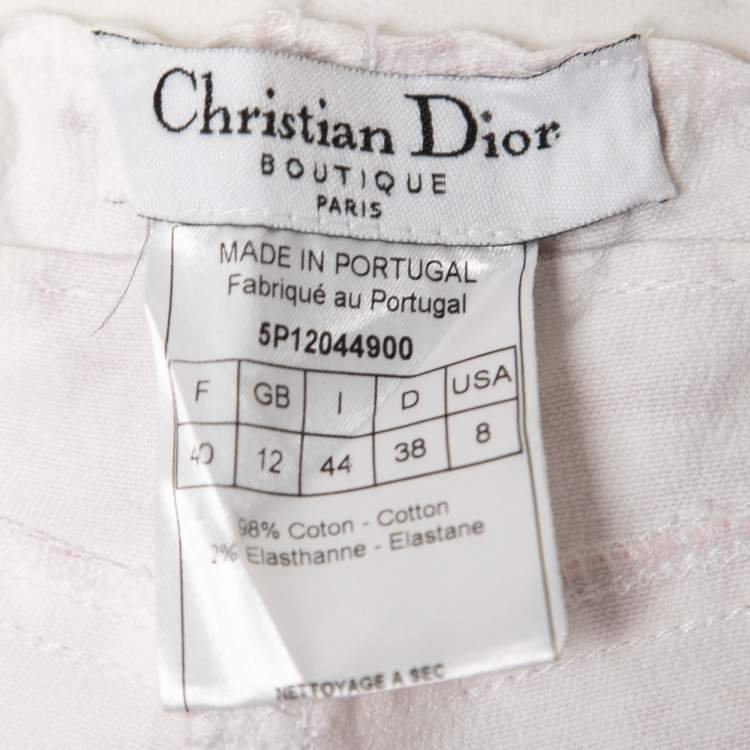 Christian Dior
BOUTIQUE
PARIS
MADE IN PORTUGAL
Fabriqué au Portugal
5P12044900
F GB I D USA
40 12 44 38 8
98% Coton - Cotton
2% Elasthanne - Elastane
NETTOYAGE A SEC